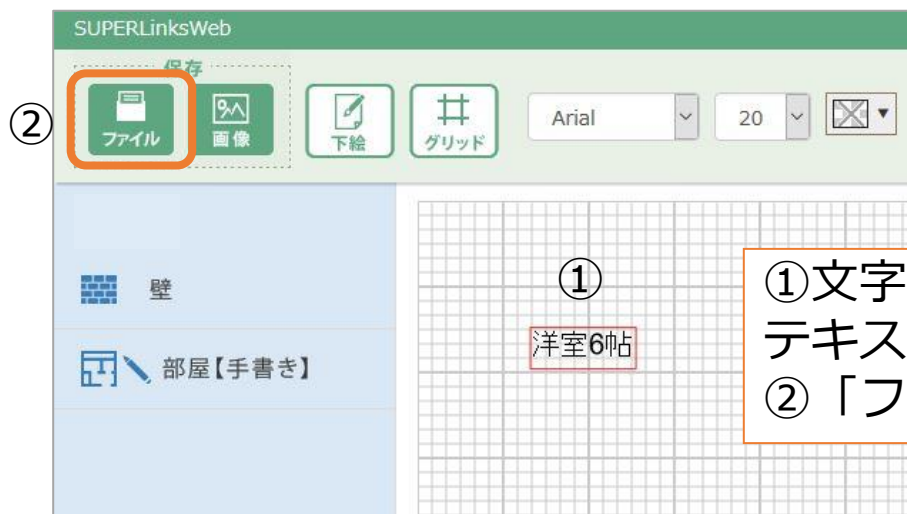 SUPERLinksWeb
保存
②
ファイル
画像
下絵
グリッド
Arial
20
壁
部屋【手書き】
①
洋室6帖
①文字
テキス
②「フ